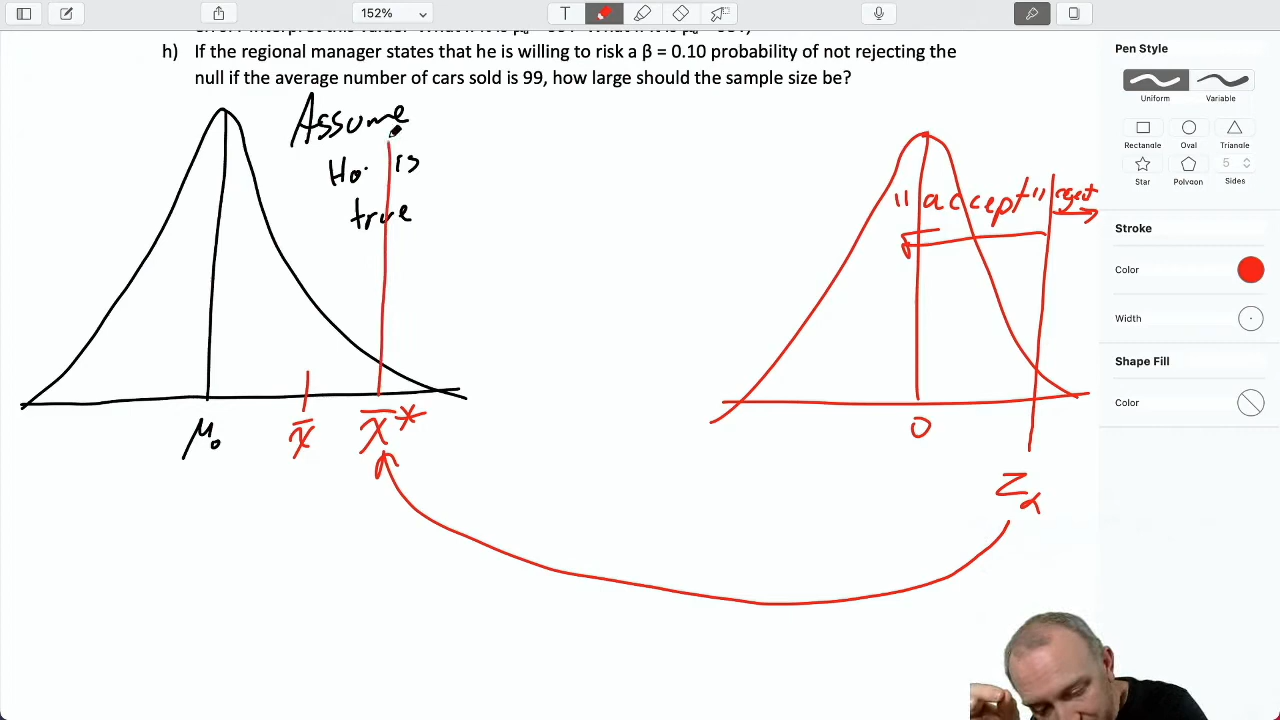 152%
T
h) If the regional manager states that he is willing to risk a β = 0.10 probability of not rejecting the
null if the average number of cars sold is 99, how large should the sample size be?
Assume
H₀: is
true
μ₀
x̄
x̄*
"accept"
reject
0
Zα
Pen Style
Uniform Variable
Rectangle Oval Triangle
Star Polygon 5 Sides
Stroke
Color
Width
Shape Fill
Color